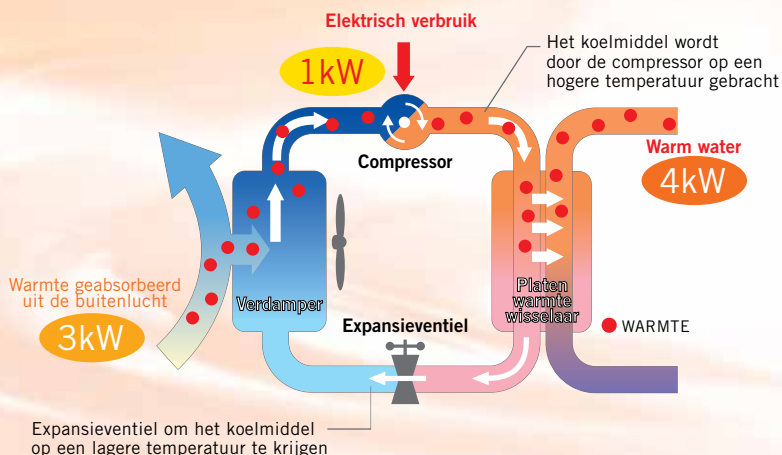 Elektrisch verbruik
1kW
Het koelmiddel wordt
door de compressor op een
hogere temperatuur gebracht
Compressor
Warm water
4kW
Warmte geabsorbeerd
uit de buitenlucht
3kW
Verdamper
Platen
warmte
wisselaar
Expansieventiel
WARMTE
Expansieventiel om het koelmiddel
op een lagere temperatuur te krijgen